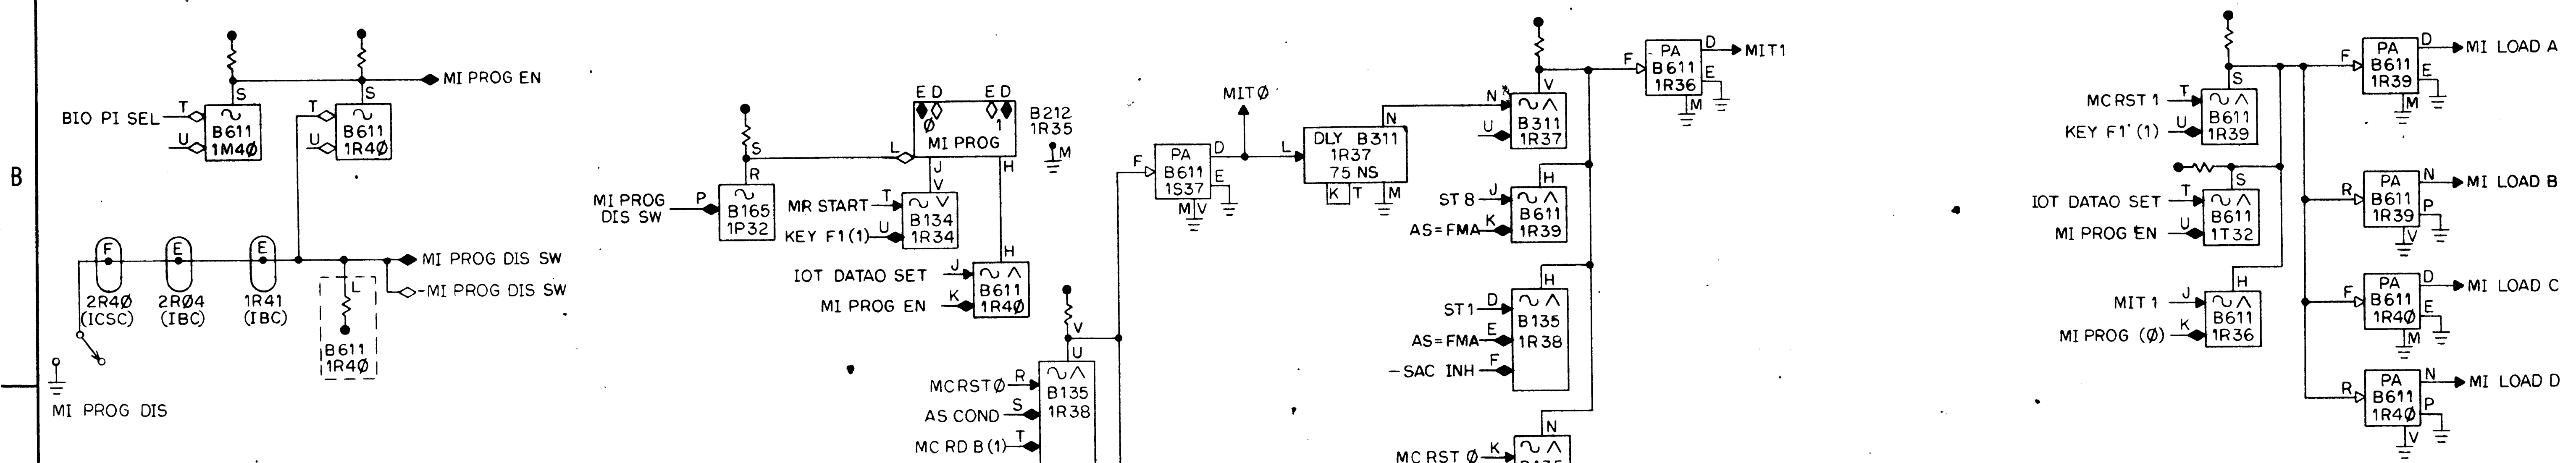 B
MI PROG EN
S
S
BIO PI SEL
T
U
B611
1M4Ø
T
U
B611
1R4Ø
F
E
E
2R4Ø
(ICSC)
2RØ4
(IBC)
1R41
(IBC)
MI PROG DIS SW
-MI PROG DIS SW
L
B611
1R4Ø
MI PROG DIS
MI PROG
DIS SW
P
S
R
B165
1P32
L
E D
E D
Ø
1
MI PROG
B212
1R35
M
J
H
V
MR START
T
KEY F1(1)
U
B134
1R34
H
IOT DATAO SET
J
MI PROG EN
K
B611
1R4Ø
V
U
MCRSTØ
R
AS COND
S
MC RD B(1)
T
B135
1R38
F
PA
B611
1S37
D
E
M
V
MITØ
L
DLY B311
1R37
75 NS
N
K
T
M
V
N
U
B311
1R37
H
ST 8
J
AS=FMA
K
B611
1R39
H
ST1
D
AS=FMA
E
-SAC INH
F
B135
1R38
N
MC RST Ø
K
B135
F
PA
B611
1R36
D
E
M
MIT1
S
MCRST 1
T
KEY F1 (1)
U
B611
1R39
S
IOT DATAO SET
T
MI PROG EN
U
B611
1T32
H
MIT 1
J
MI PROG (Ø)
K
B611
1R36
F
PA
B611
1R39
D
E
M
MI LOAD A
R
PA
B611
1R39
N
P
V
MI LOAD B
F
PA
B611
1R4Ø
D
E
M
MI LOAD C
R
PA
B611
1R4Ø
N
P
V
MI LOAD D